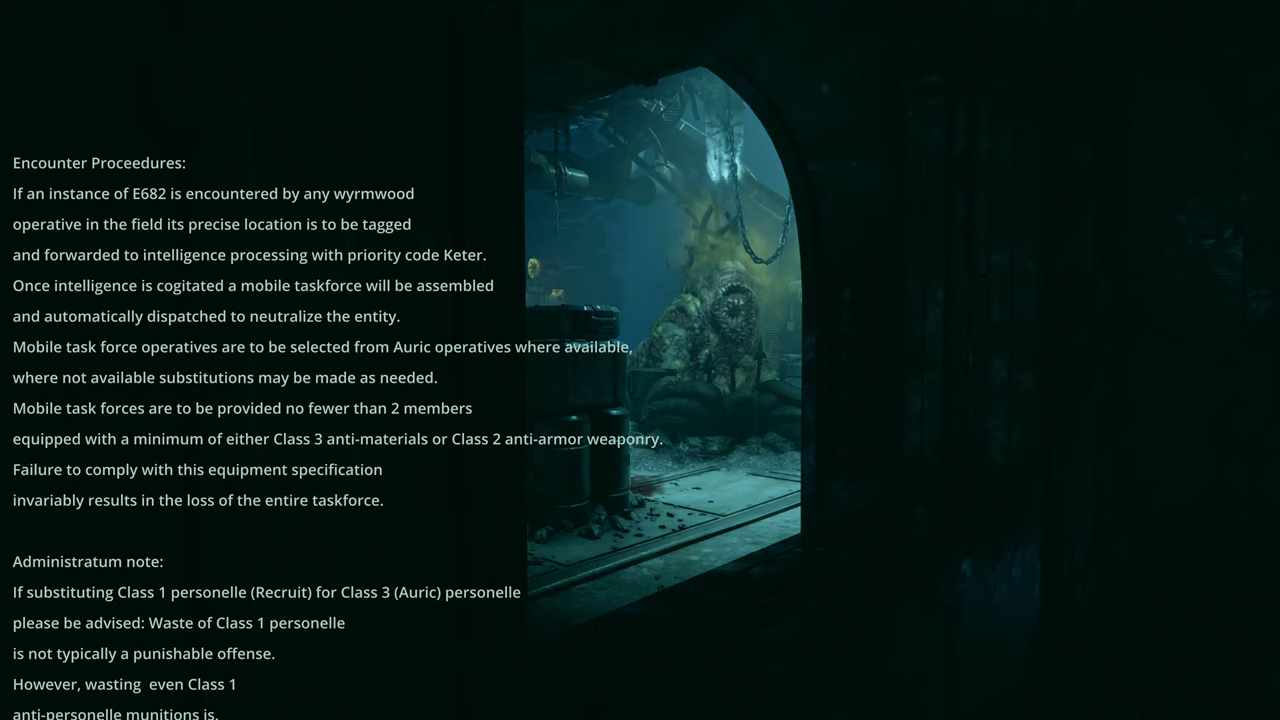 Encounter Proceedures:
If an instance of E682 is encountered by any wyrmwood
operative in the field its precise location is to be tagged
and forwarded to intelligence processing with priority code Keter.
Once intelligence is cogitated a mobile taskforce will be assembled
and automatically dispatched to neutralize the entity.
Mobile task force operatives are to be selected from Auric operatives where available,
where not available substitutions may be made as needed.
Mobile task forces are to be provided no fewer than 2 members
equipped with a minimum of either Class 3 anti-materials or Class 2 anti-armor weaponry.
Failure to comply with this equipment specification
invariably results in the loss of the entire taskforce.

Administratum note:
If substituting Class 1 personelle (Recruit) for Class 3 (Auric) personelle
please be advised: Waste of Class 1 personelle
is not typically a punishable offense.
However, wasting  even Class 1
anti-personelle munitions is.